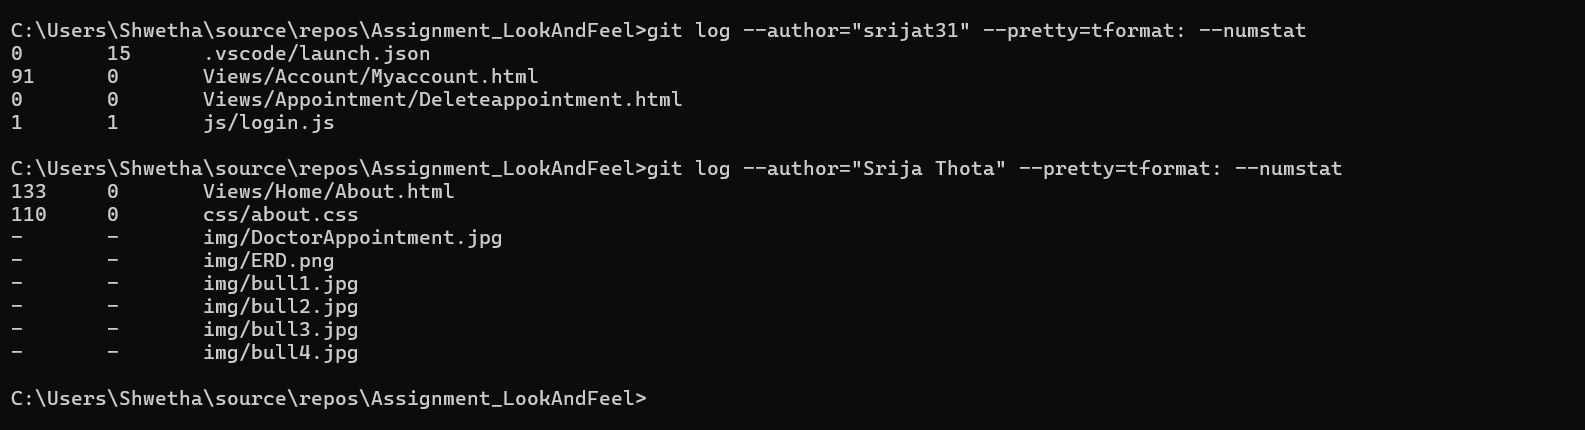 C:\Users\Shwetha\source\repos\Assignment_LookAndFeel>git log --author="srijat31" --pretty=tformat: --numstat
0       15      .vscode/launch.json
91      0       Views/Account/Myaccount.html
0       0       Views/Appointment/Deleteappointment.html
1       1       js/login.js
C:\Users\Shwetha\source\repos\Assignment_LookAndFeel>git log --author="Srija Thota" --pretty=tformat: --numstat
133     0       Views/Home/About.html
110     0       css/about.css
-       -       img/DoctorAppointment.jpg
-       -       img/ERD.png
-       -       img/bull1.jpg
-       -       img/bull2.jpg
-       -       img/bull3.jpg
-       -       img/bull4.jpg
C:\Users\Shwetha\source\repos\Assignment_LookAndFeel>